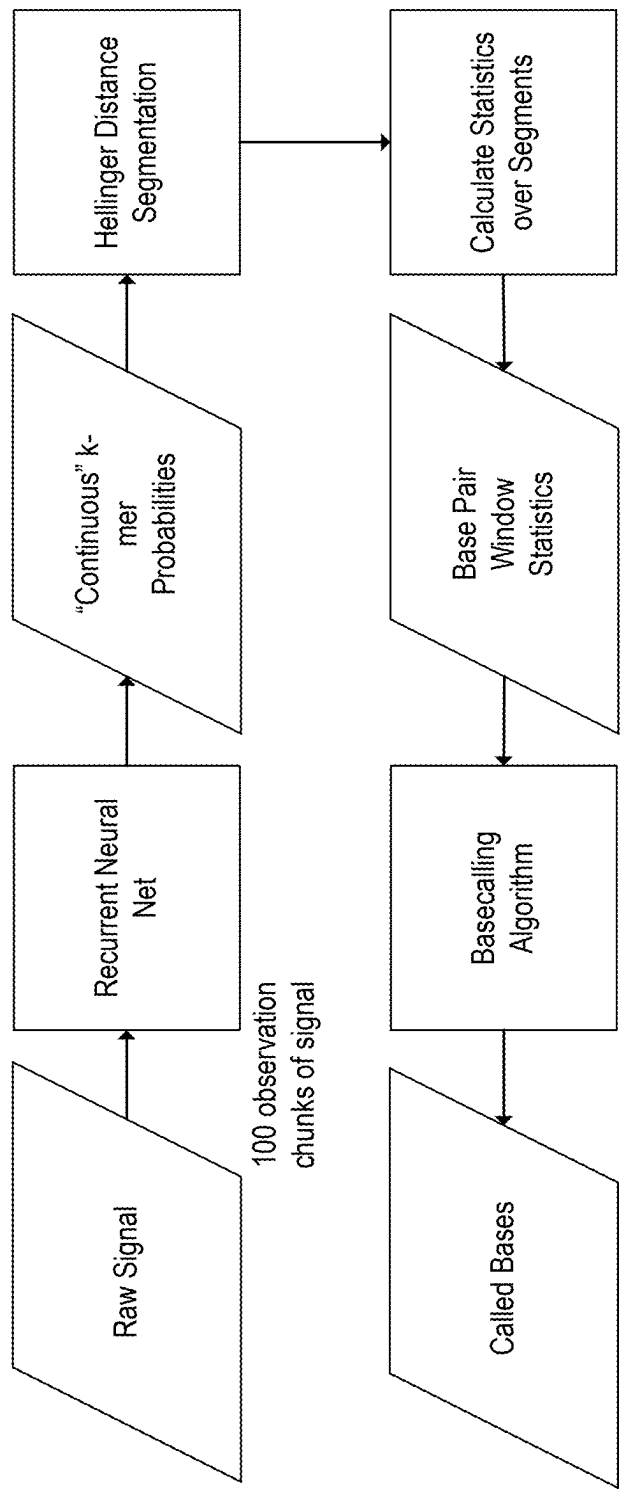 Raw Signal
100 observation
chunks of signal
Recurrent Neural
Net
“Continuous” k-
mer
Probabilities
Hellinger Distance
Segmentation
Calculate Statistics
over Segments
Base Pair
Window
Statistics
Basecalling
Algorithm
Called Bases